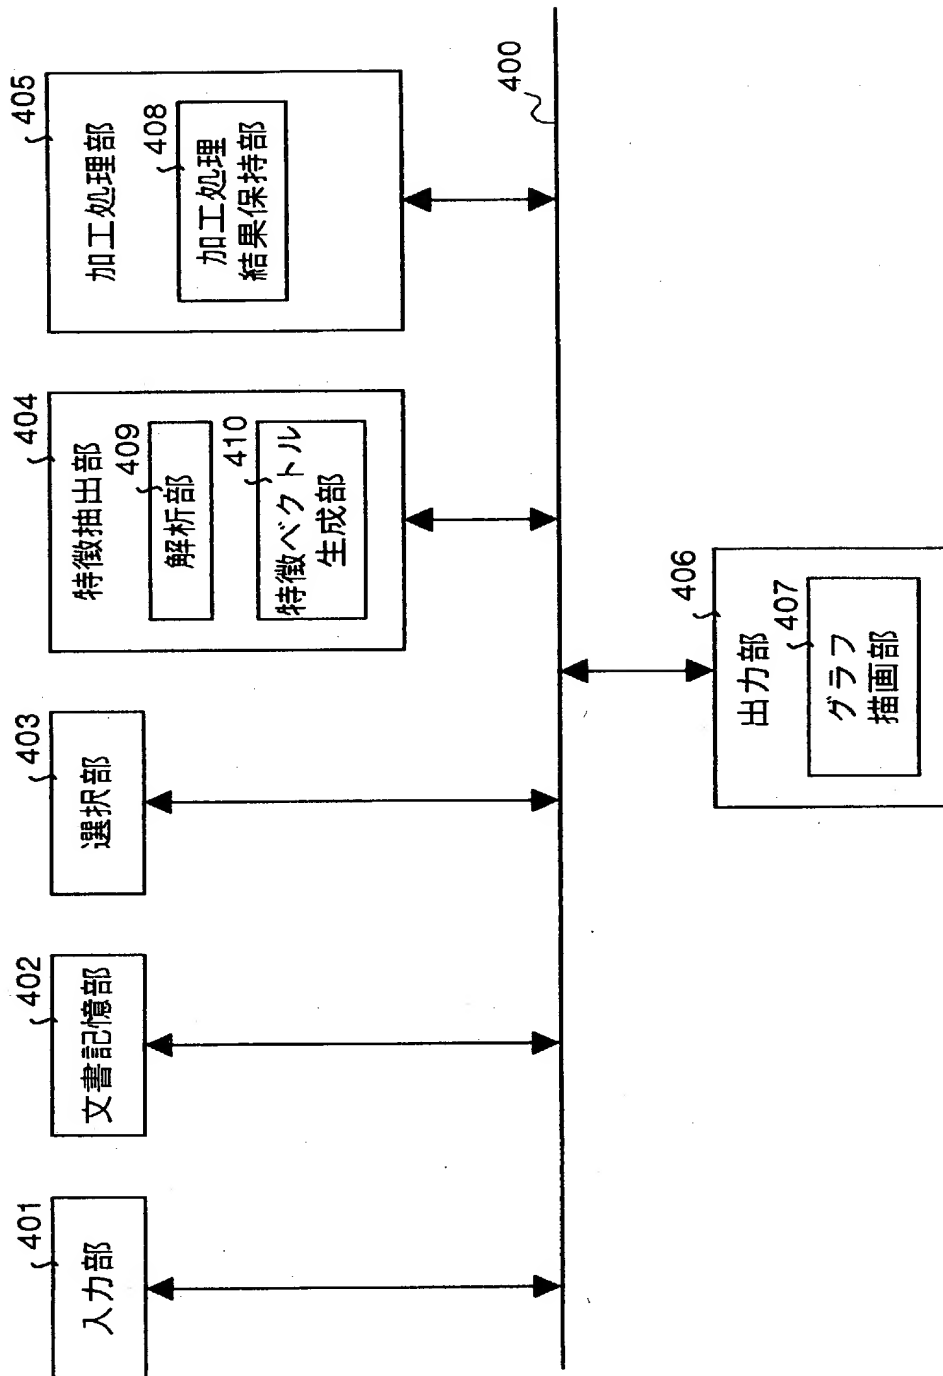 401
入力部
402
文書記憶部
403
選択部
404
特徴抽出部
409
解析部
410
特徴ベクトル
生成部
405
加工処理部
408
加工処理
結果保持部
400
406
出力部
407
グラフ
描画部